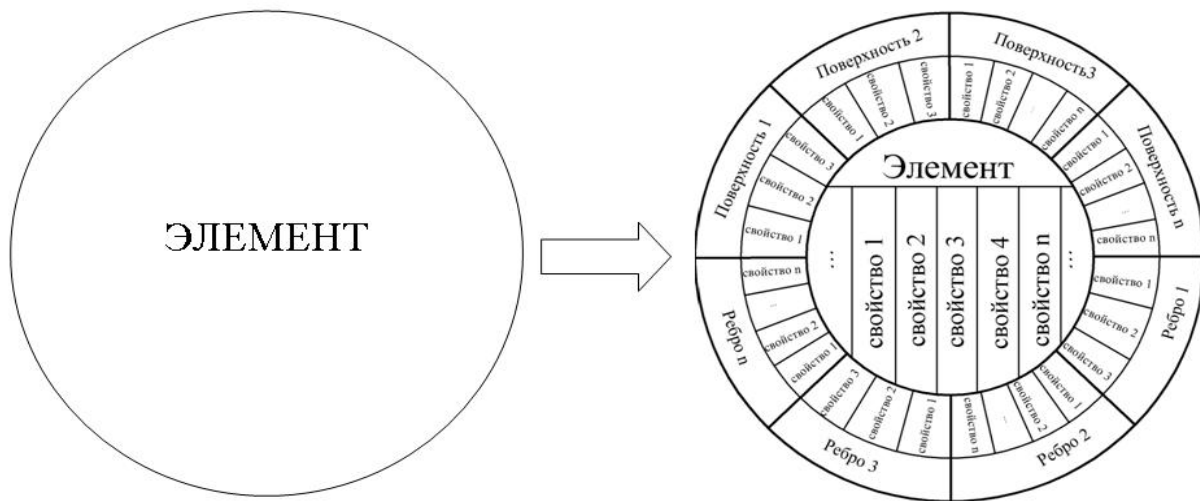 ЭЛЕМЕНТ
Поверхность 1
свойство 1
свойство 2
свойство 3
Поверхность 2
свойство 1
свойство 2
свойство 3
Поверхность3
свойство 1
свойство 2
...
свойство n
Поверхность n
свойство 1
свойство 2
...
свойство n
Ребро 1
свойство 1
свойство 2
свойство 3
Ребро 2
свойство 1
свойство 2
...
свойство n
Ребро 3
свойство 1
свойство 2
свойство 3
Ребро n
свойство 1
свойство 2
...
свойство n
Элемент
...
свойство 1
свойство 2
свойство 3
свойство 4
свойство n
...